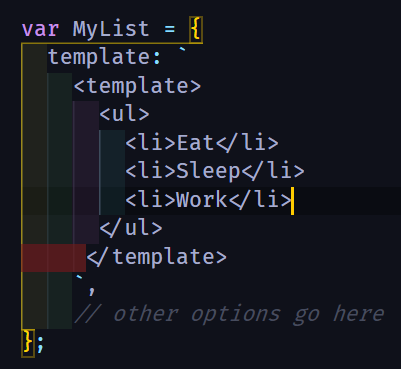 var MyList = {
  template: `
    <template>
      <ul>
        <li>Eat</li>
        <li>Sleep</li>
        <li>Work</li>
      </ul>
     </template>
    `,
    // other options go here
};